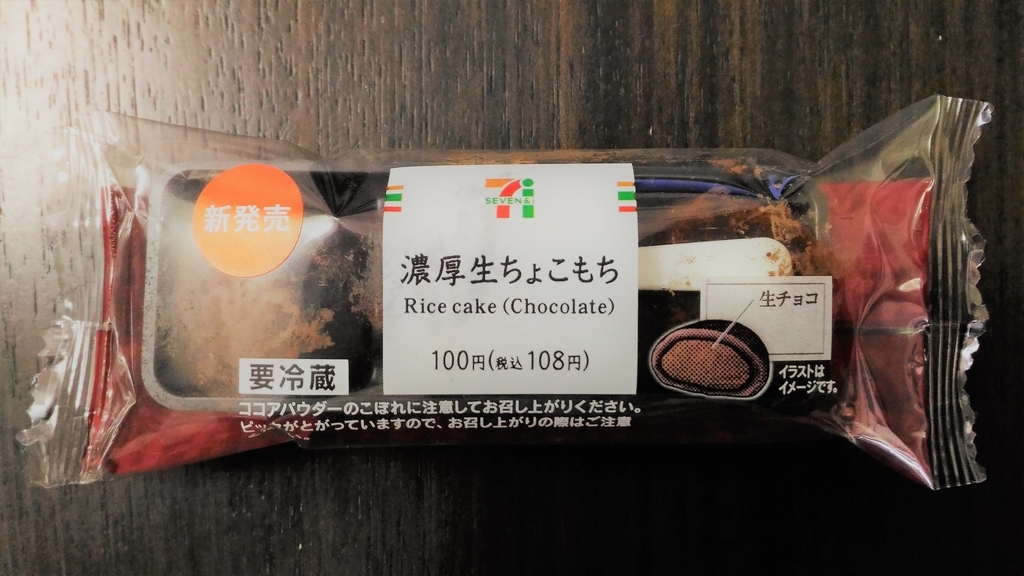 新発売
SEVEN&i
濃厚生ちょこもち
Rice cake (Chocolate)
100円(税込108円)
生チョコ
イラストは
イメージです。
要冷蔵
ココアパウダーのこぼれに注意してお召し上がりください。
ピックがとがっていますので、お召し上がりの際はご注意